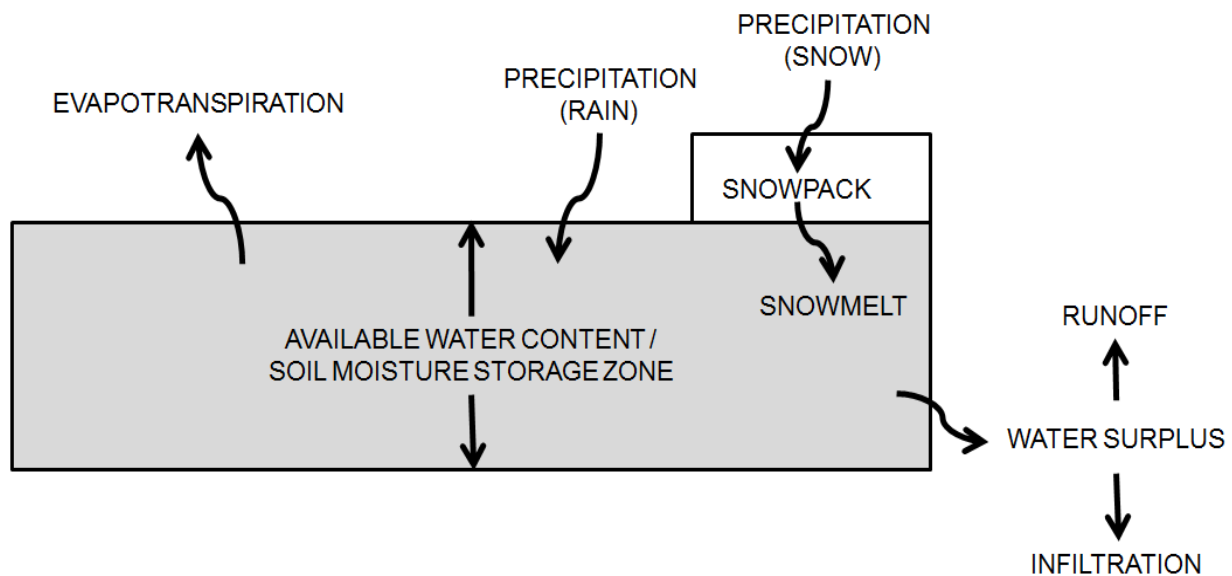 PRECIPITATION
(SNOW)
PRECIPITATION
(RAIN)
EVAPOTRANSPIRATION
SNOWPACK
SNOWMELT
AVAILABLE WATER CONTENT /
SOIL MOISTURE STORAGE ZONE
RUNOFF
WATER SURPLUS
INFILTRATION